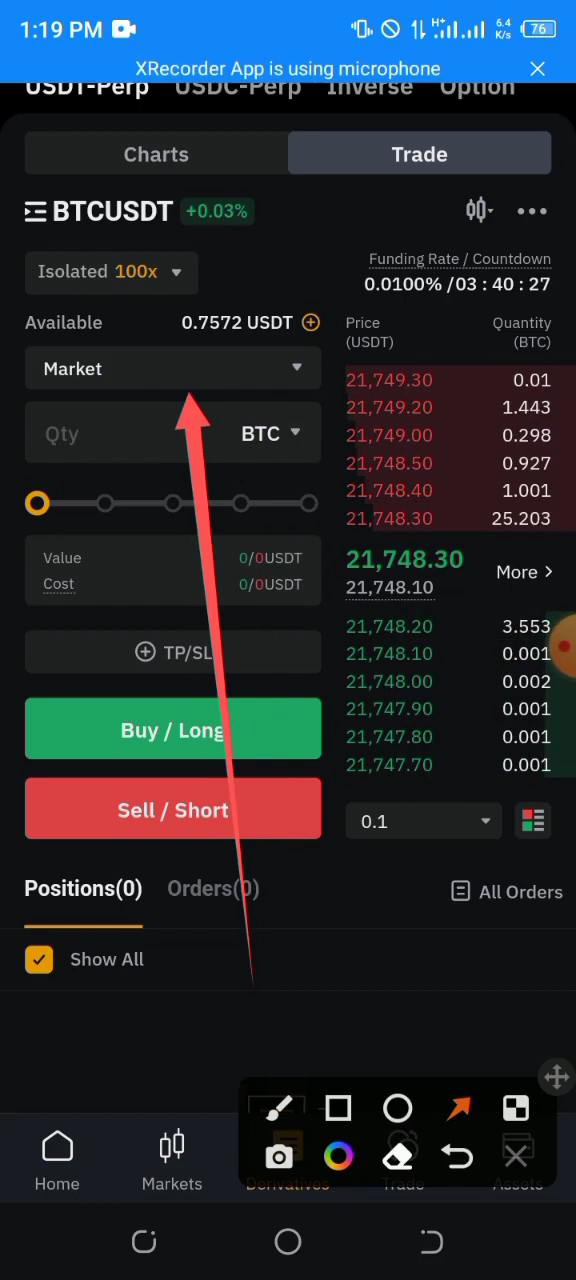 1:19 PM H+ 6.4 K/s 76
XRecorder App is using microphone
USDT-Perp USDC-Perp Inverse Option
Charts Trade
BTCUSDT +0.03%
Isolated 100x
Funding Rate / Countdown
0.0100% /03 : 40 : 27
Available 0.7572 USDT
Price (USDT) Quantity (BTC)
Market
Qty BTC
21,749.30 0.01
21,749.20 1.443
21,749.00 0.298
21,748.50 0.927
21,748.40 1.001
21,748.30 25.203
Value 0/0USDT
Cost 0/0USDT
21,748.30
21,748.10
More >
TP/SL
21,748.20 3.553
21,748.10 0.001
21,748.00 0.002
21,747.90 0.001
21,747.80 0.001
21,747.70 0.001
Buy / Long
Sell / Short
0.1
Positions(0) Orders(0) All Orders
Show All
Home Markets Derivatives Trade Assets